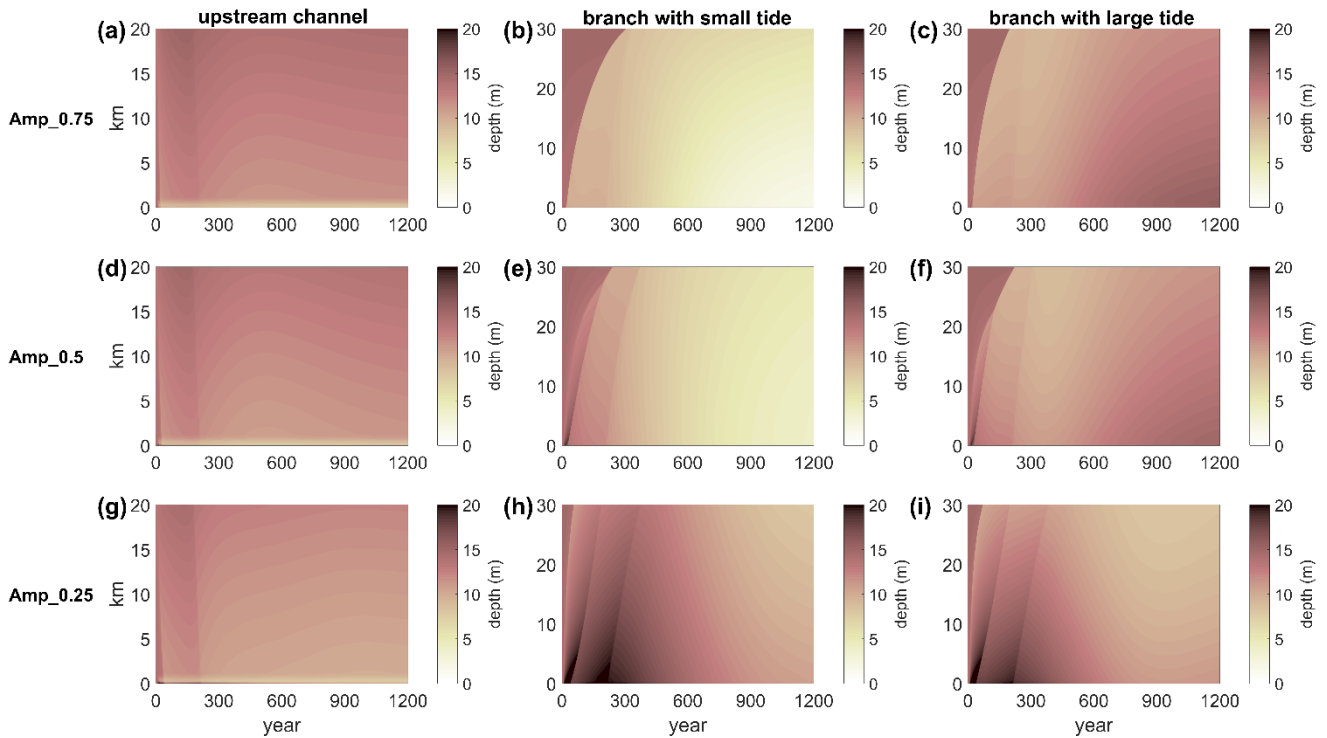 upstream channel branch with small tide branch with large tide
(a) (b) (c)
20 15 10 5 0 20 15 10 5 0 depth (m) 30 20 10 0 20 15 10 5 0 depth (m) 30 20 10 0 20 15 10 5 0 depth (m)
Amp_0.75 km
0 300 600 900 1200 0 300 600 900 1200 0 300 600 900 1200
(d) (e) (f)
20 15 10 5 0 20 15 10 5 0 depth (m) 30 20 10 0 20 15 10 5 0 depth (m) 30 20 10 0 20 15 10 5 0 depth (m)
Amp_0.5 km
0 300 600 900 1200 0 300 600 900 1200 0 300 600 900 1200
(g) (h) (i)
20 15 10 5 0 20 15 10 5 0 depth (m) 30 20 10 0 20 15 10 5 0 depth (m) 30 20 10 0 20 15 10 5 0 depth (m)
Amp_0.25 km
0 300 600 900 1200 0 300 600 900 1200 0 300 600 900 1200
year year year